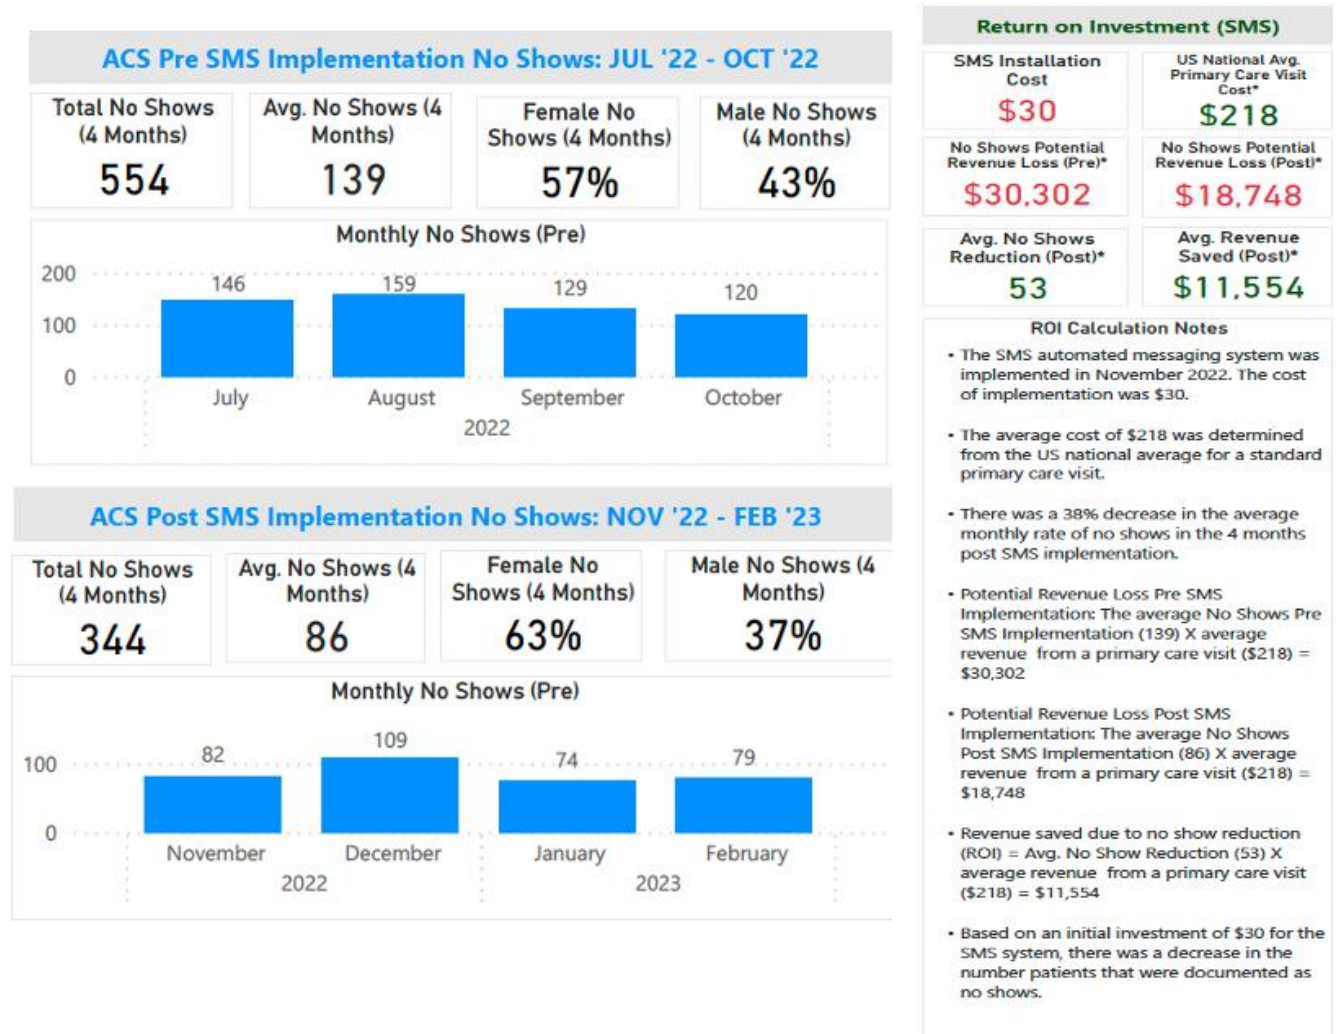 ACS Pre SMS Implementation No Shows: JUL '22 - OCT '22
Total No Shows
(4 Months)
554
Avg. No Shows (4
Months)
139
Female No
Shows (4 Months)
57%
Male No Shows
(4 Months)
43%
Monthly No Shows (Pre)
200
100
0
146
159
129
120
July
August
September
October
2022
ACS Post SMS Implementation No Shows: NOV '22 - FEB '23
Total No Shows
(4 Months)
344
Avg. No Shows (4
Months)
86
Female No
Shows (4 Months)
63%
Male No Shows (4
Months)
37%
Monthly No Shows (Pre)
100
0
82
109
74
79
November
December
January
February
2022
2023
Return on Investment (SMS)
SMS Installation
Cost
$30
US National Avg.
Primary Care Visit
Cost*
$218
No Shows Potential
Revenue Loss (Pre)*
$30,302
No Shows Potential
Revenue Loss (Post)*
$18,748
Avg. No Shows
Reduction (Post)*
53
Avg. Revenue
Saved (Post)*
$11,554
ROI Calculation Notes
• The SMS automated messaging system was
implemented in November 2022. The cost
of implementation was $30.
• The average cost of $218 was determined
from the US national average for a standard
primary care visit.
• There was a 38% decrease in the average
monthly rate of no shows in the 4 months
post SMS implementation.
• Potential Revenue Loss Pre SMS
Implementation: The average No Shows Pre
SMS Implementation (139) X average
revenue from a primary care visit ($218) =
$30,302
• Potential Revenue Loss Post SMS
Implementation: The average No Shows
Post SMS Implementation (86) X average
revenue from a primary care visit ($218) =
$18,748
• Revenue saved due to no show reduction
(ROI) = Avg. No Show Reduction (53) X
average revenue from a primary care visit
($218) = $11,554
• Based on an initial investment of $30 for the
SMS system, there was a decrease in the
number patients that were documented as
no shows.